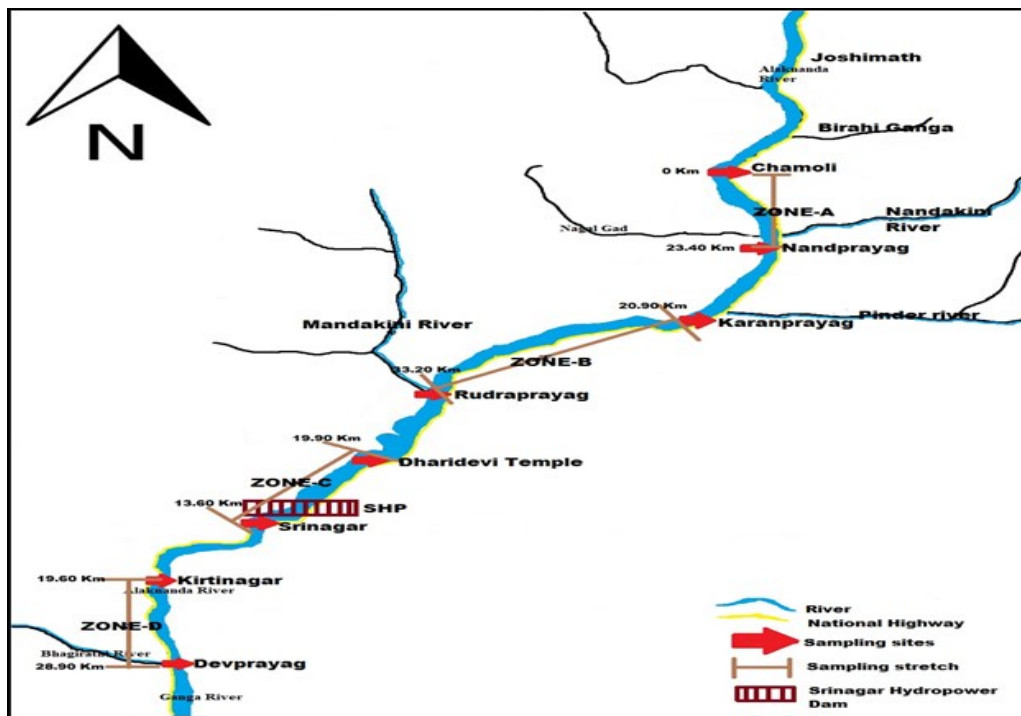 Joshimath
Alaknanda
River
Birahi Ganga
Chamoli
0 Km
ZONE-A
Nandakini
River
Nagal Gad
23.40 Km
Nandprayag
20.90 Km
Karanprayag
Pinder river
Mandakini River
ZONE-B
33.20 Km
Rudraprayag
19.90 Km
Dharidevi Temple
ZONE-C
13.60 Km
SHP
Srinagar
19.60 Km
Kirtinagar
Alaknanda River
ZONE-D
Bhagirathi River
28.90 Km
Devprayag
Ganga River
N
River
National Highway
Sampling sites
Sampling stretch
Srinagar Hydropower
Dam